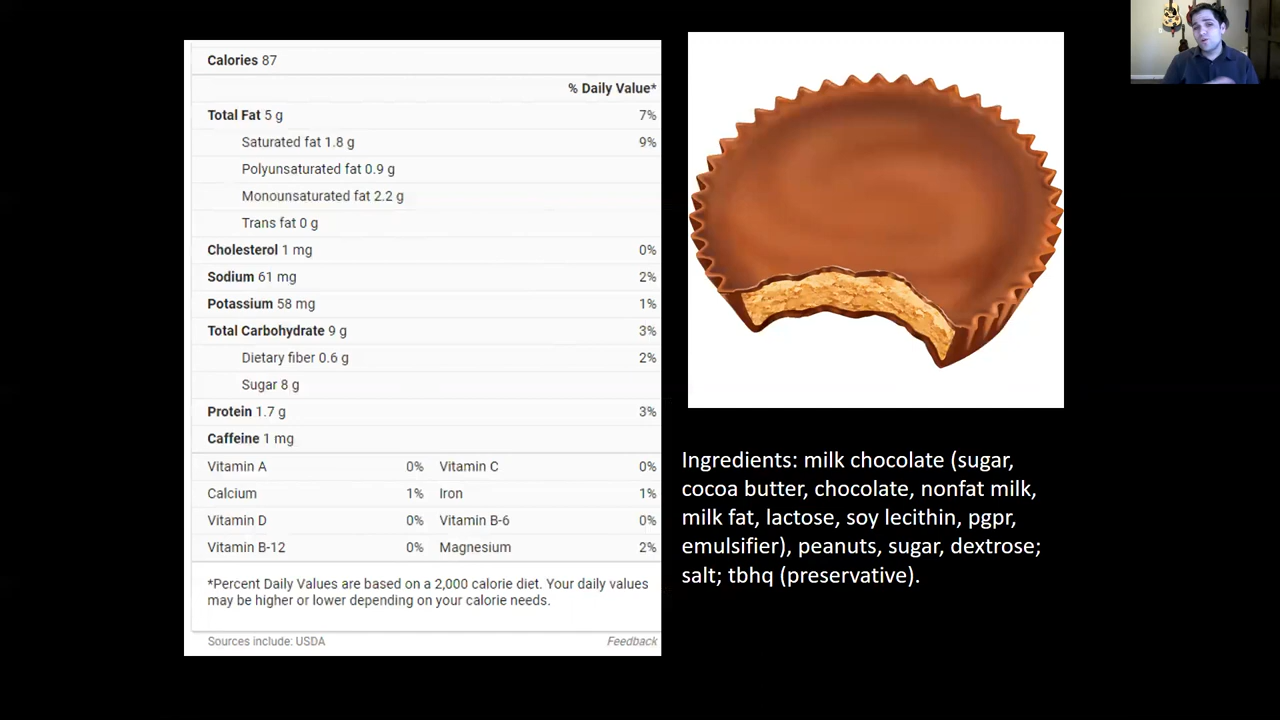 Calories 87
% Daily Value*
Total Fat 5 g 7%
Saturated fat 1.8 g 9%
Polyunsaturated fat 0.9 g
Monounsaturated fat 2.2 g
Trans fat 0 g
Cholesterol 1 mg 0%
Sodium 61 mg 2%
Potassium 58 mg 1%
Total Carbohydrate 9 g 3%
Dietary fiber 0.6 g 2%
Sugar 8 g
Protein 1.7 g 3%
Caffeine 1 mg
Vitamin A 0% Vitamin C 0%
Calcium 1% Iron 1%
Vitamin D 0% Vitamin B-6 0%
Vitamin B-12 0% Magnesium 2%
*Percent Daily Values are based on a 2,000 calorie diet. Your daily values
may be higher or lower depending on your calorie needs.
Sources include: USDA Feedback
Ingredients: milk chocolate (sugar,
cocoa butter, chocolate, nonfat milk,
milk fat, lactose, soy lecithin, pgpr,
emulsifier), peanuts, sugar, dextrose;
salt; tbhq (preservative).